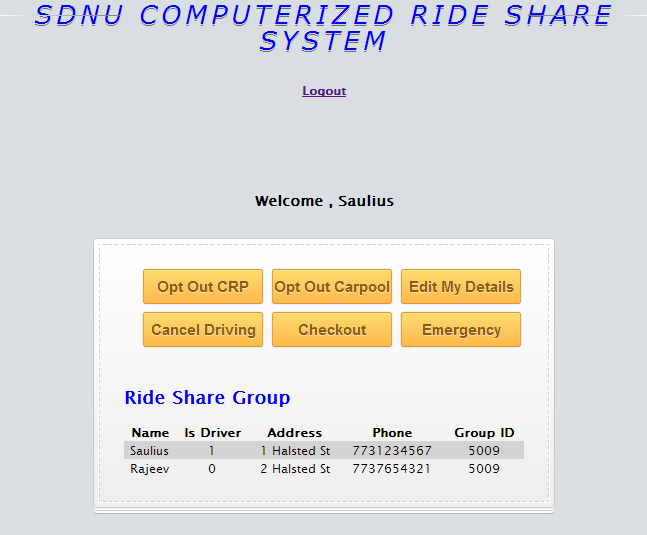 SDNU COMPUTERIZED RIDE SHARE
SYSTEM
Logout
Welcome , Saulius
Opt Out CRP Opt Out Carpool Edit My Details
Cancel Driving Checkout Emergency
Ride Share Group
Name Is Driver Address Phone Group ID
Saulius 1 1 Halsted St 7731234567 5009
Rajeev 0 2 Halsted St 7737654321 5009